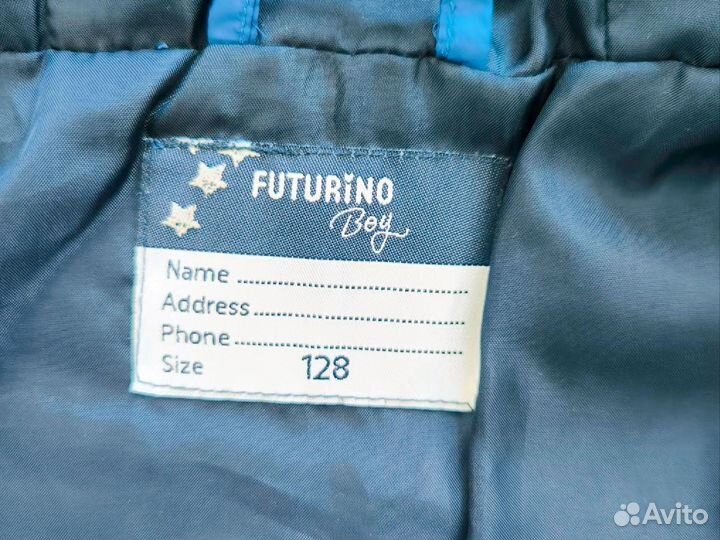 FUTURiNO
Boy
Name ........................................
Address ....................................
Phone .......................................
Size 128
Avito